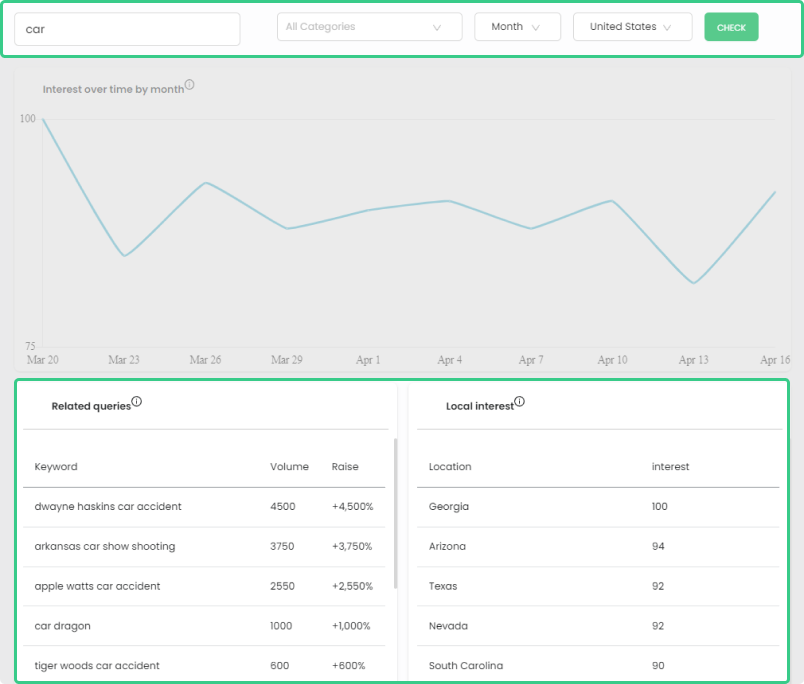 car All Categories Month United States CHECK
Interest over time by month
100
75
Mar 20 Mar 23 Mar 26 Mar 29 Apr 1 Apr 4 Apr 7 Apr 10 Apr 13 Apr 16
Related queries
Keyword Volume Raise
dwayne haskins car accident 4500 +4,500%
arkansas car show shooting 3750 +3,750%
apple watts car accident 2550 +2,550%
car dragon 1000 +1,000%
tiger woods car accident 600 +600%
Local interest
Location interest
Georgia 100
Arizona 94
Texas 92
Nevada 92
South Carolina 90